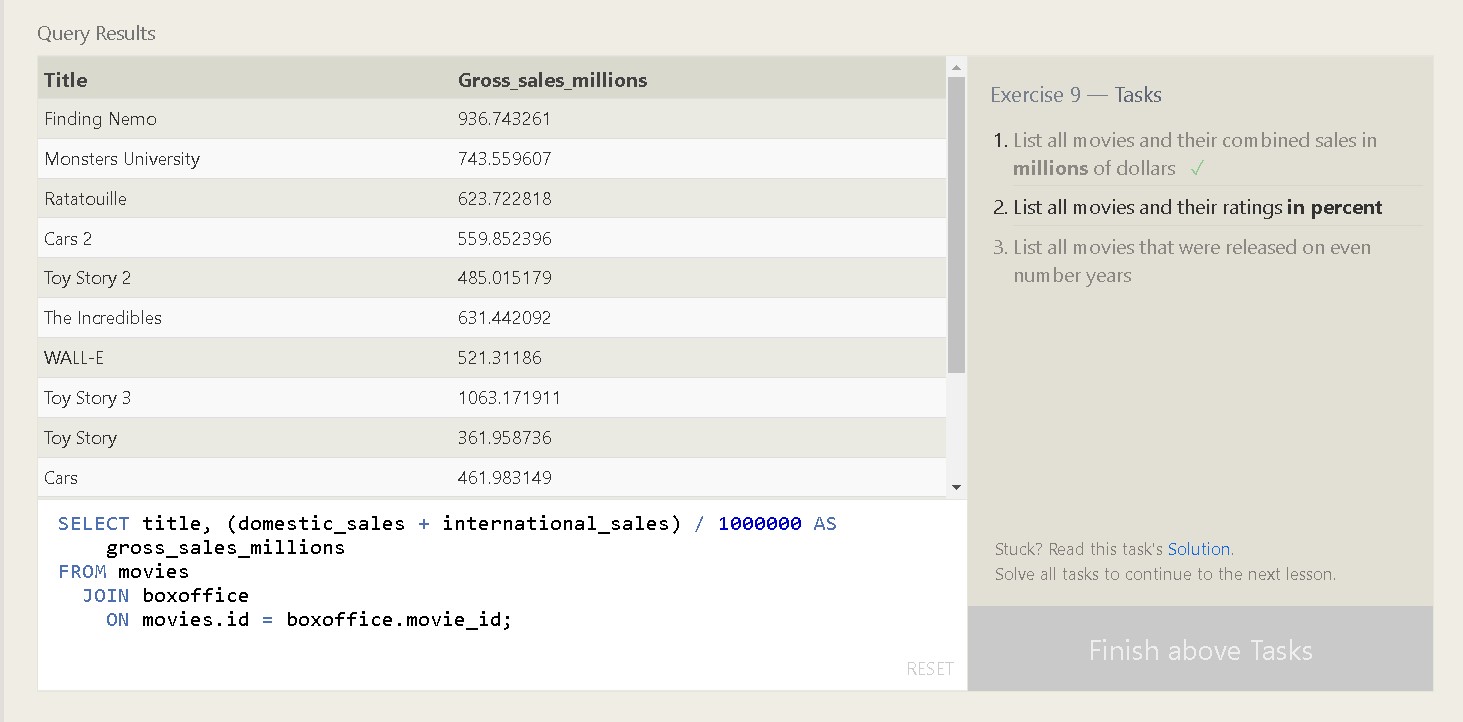 Query Results
Title Gross_sales_millions
Finding Nemo 936.743261
Monsters University 743.559607
Ratatouille 623.722818
Cars 2 559.852396
Toy Story 2 485.015179
The Incredibles 631.442092
WALL-E 521.31186
Toy Story 3 1063.171911
Toy Story 361.958736
Cars 461.983149
SELECT title, (domestic_sales + international_sales) / 1000000 AS
gross_sales_millions
FROM movies
JOIN boxoffice
ON movies.id = boxoffice.movie_id;
RESET
Exercise 9 — Tasks
1. List all movies and their combined sales in
millions of dollars ✓
2. List all movies and their ratings in percent
3. List all movies that were released on even
number years
Stuck? Read this task's Solution.
Solve all tasks to continue to the next lesson.
Finish above Tasks